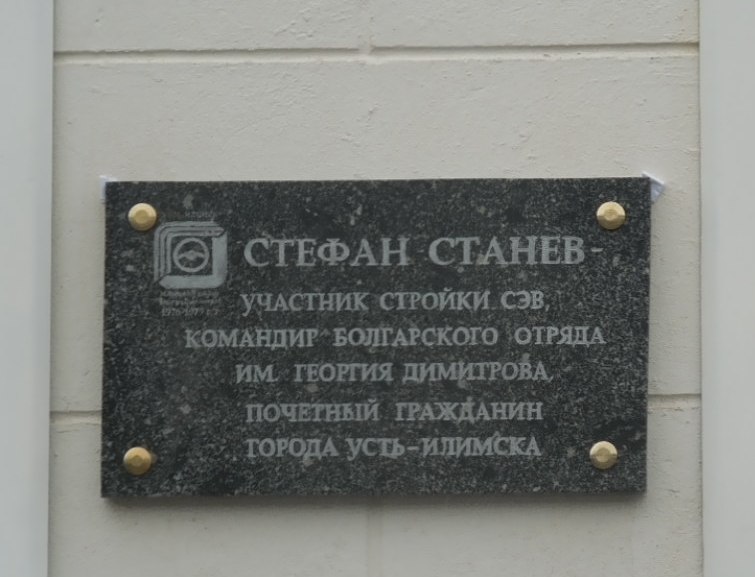 СТЕФАН СТАНЕВ -
УЧАСТНИК СТРОЙКИ СЭВ,
КОМАНДИР БОЛГАРСКОГО ОТРЯДА
ИМ. ГЕОРГИЯ ДИМИТРОВА,
ПОЧЕТНЫЙ ГРАЖДАНИН
ГОРОДА УСТЬ-ИЛИМСКА